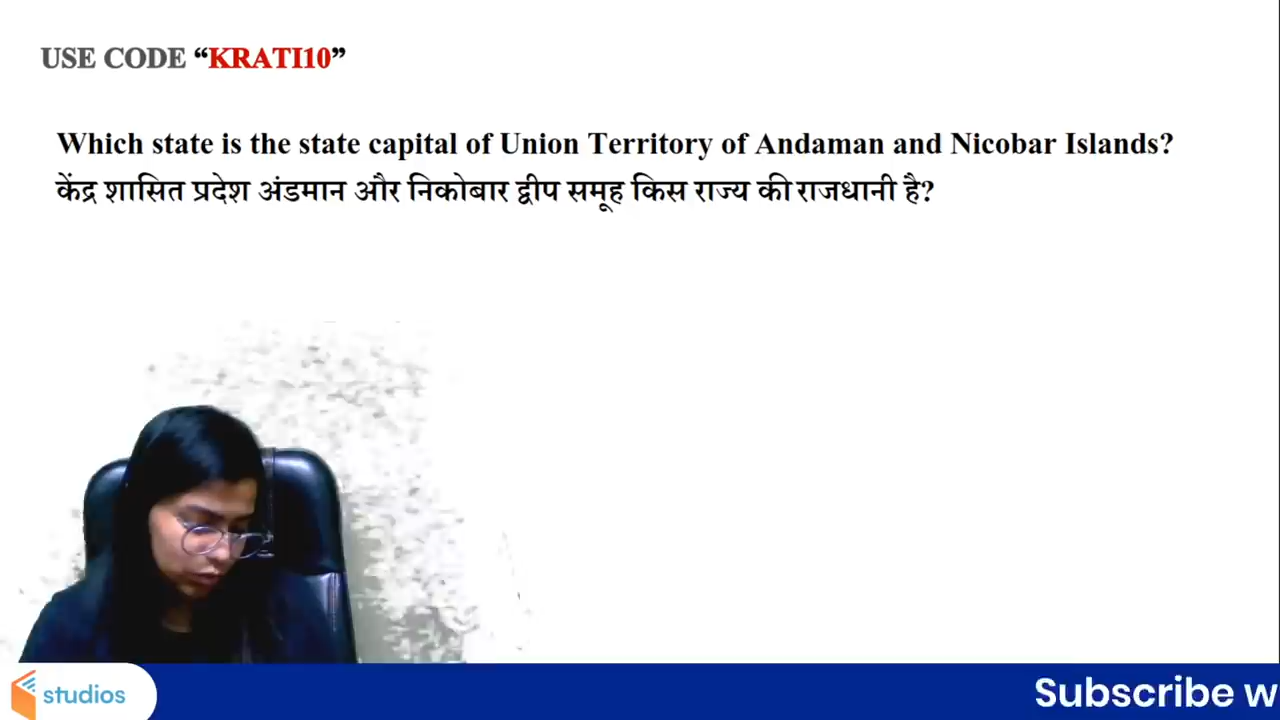 USE CODE “KRATI10”
Which state is the state capital of Union Territory of Andaman and Nicobar Islands?
केंद्र शासित प्रदेश अंडमान और निकोबार द्वीप समूह किस राज्य की राजधानी है?
studios
Subscribe w